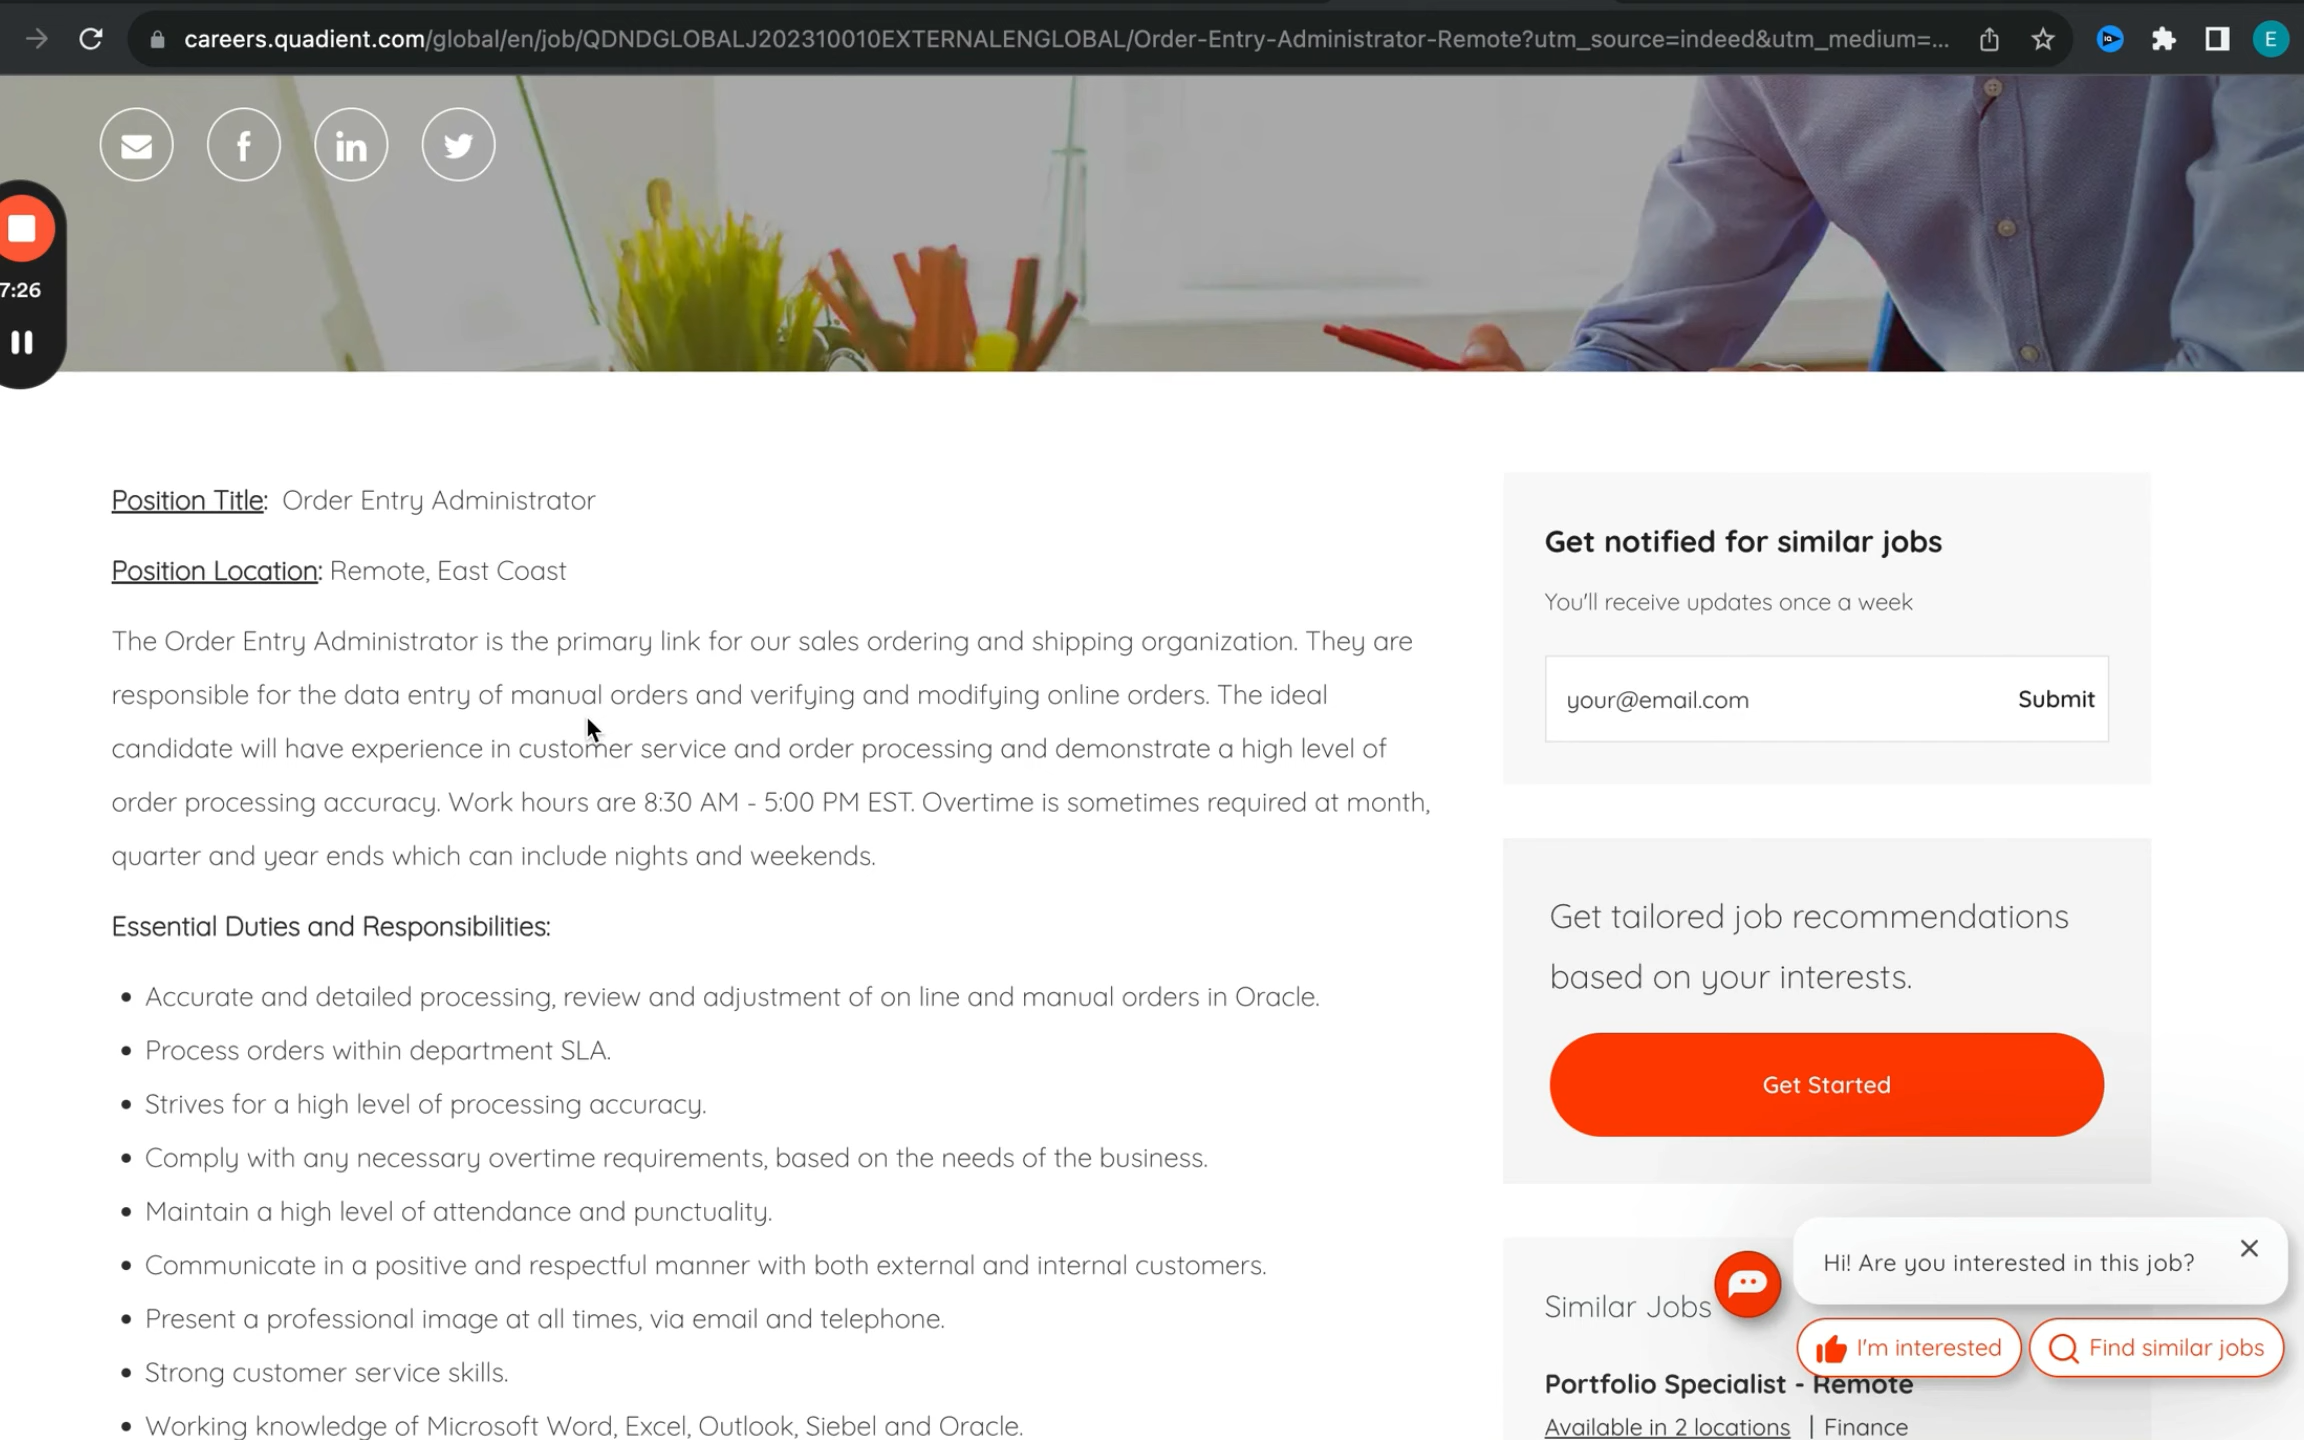 careers.quadient.com/global/en/job/QDNDGLOBALJ202310010EXTERNALENGLOBAL/Order-Entry-Administrator-Remote?utm_source=indeed&utm_medium=...
E
7:26
Position Title: Order Entry Administrator
Position Location: Remote, East Coast
The Order Entry Administrator is the primary link for our sales ordering and shipping organization. They are
responsible for the data entry of manual orders and verifying and modifying online orders. The ideal
candidate will have experience in customer service and order processing and demonstrate a high level of
order processing accuracy. Work hours are 8:30 AM - 5:00 PM EST. Overtime is sometimes required at month,
quarter and year ends which can include nights and weekends.
Essential Duties and Responsibilities:
• Accurate and detailed processing, review and adjustment of on line and manual orders in Oracle.
• Process orders within department SLA.
• Strives for a high level of processing accuracy.
• Comply with any necessary overtime requirements, based on the needs of the business.
• Maintain a high level of attendance and punctuality.
• Communicate in a positive and respectful manner with both external and internal customers.
• Present a professional image at all times, via email and telephone.
• Strong customer service skills.
• Working knowledge of Microsoft Word, Excel, Outlook, Siebel and Oracle.
Get notified for similar jobs
You'll receive updates once a week
your@email.com Submit
Get tailored job recommendations
based on your interests.
Get Started
Similar Jobs
Portfolio Specialist - Remote
Available in 2 locations | Finance
Hi! Are you interested in this job?
I'm interested
Find similar jobs